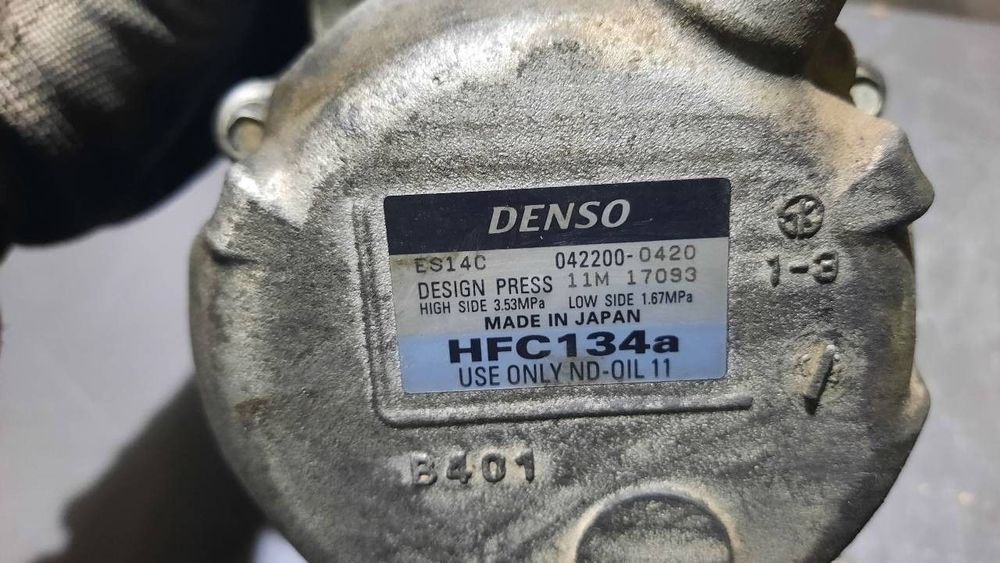 DENSO
ES14C 042200-0420
DESIGN PRESS 11M 17093
HIGH SIDE 3.53MPa LOW SIDE 1.67MPa
MADE IN JAPAN
HFC134a
USE ONLY ND-OIL 11
1-3
B401